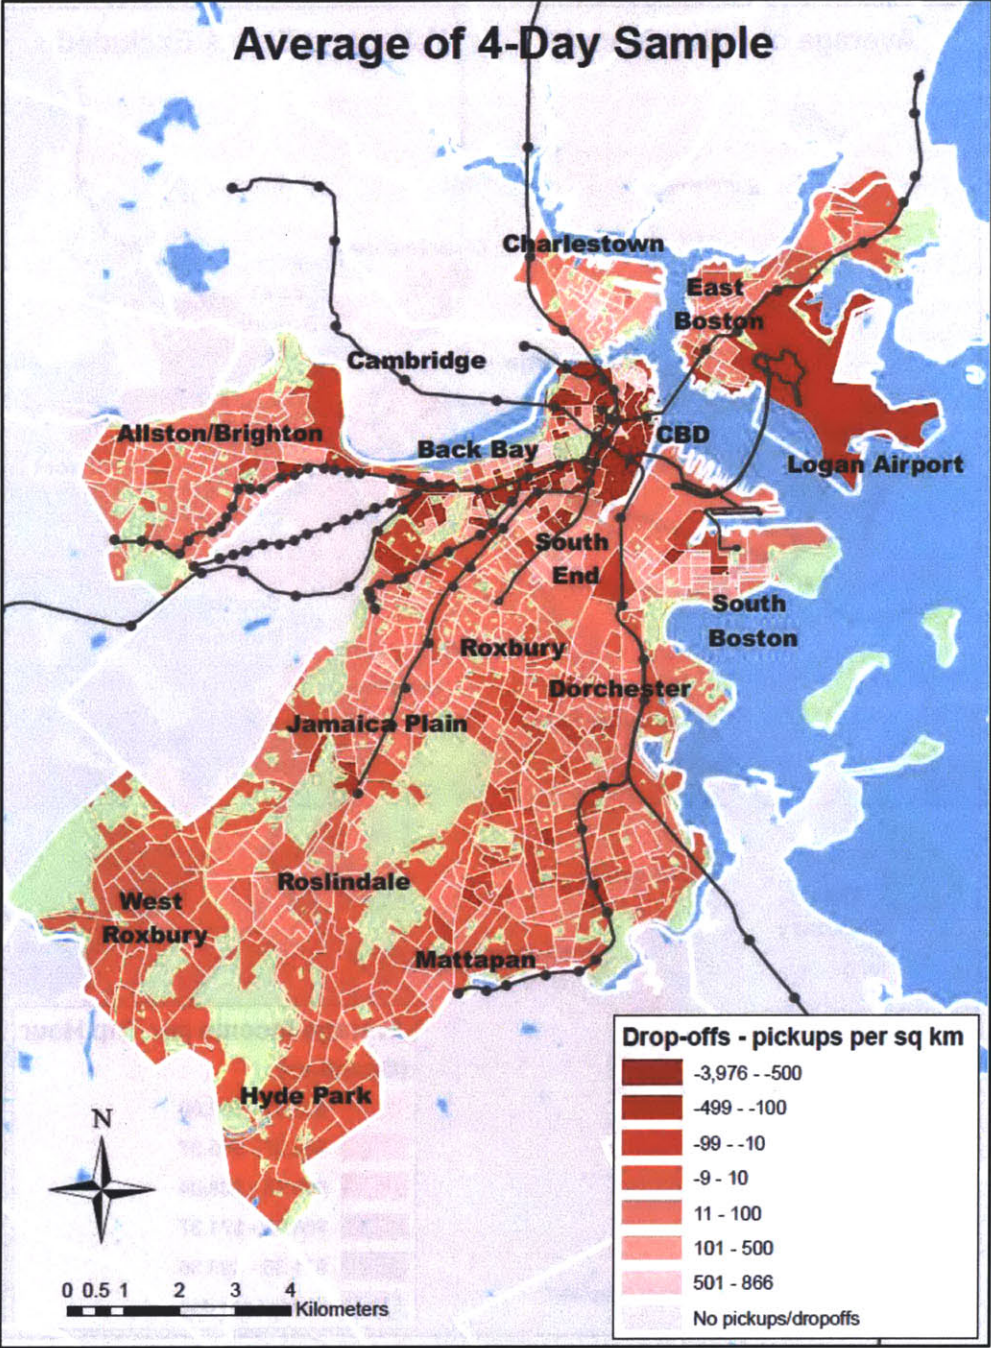 Average of 4-Day Sample
Charlestown
East
Boston
Cambridge
Allston/Brighton
Back Bay
CBD
Logan Airport
South
End
South
Boston
Roxbury
Dorchester
Jamaica Plain
Roslindale
West
Roxbury
Mattapan
Hyde Park
N
0 0.5 1 2 3 4
Kilometers
Drop-offs - pickups per sq km
-3,976 - -500
-499 - -100
-99 - -10
-9 - 10
11 - 100
101 - 500
501 - 866
No pickups/dropoffs